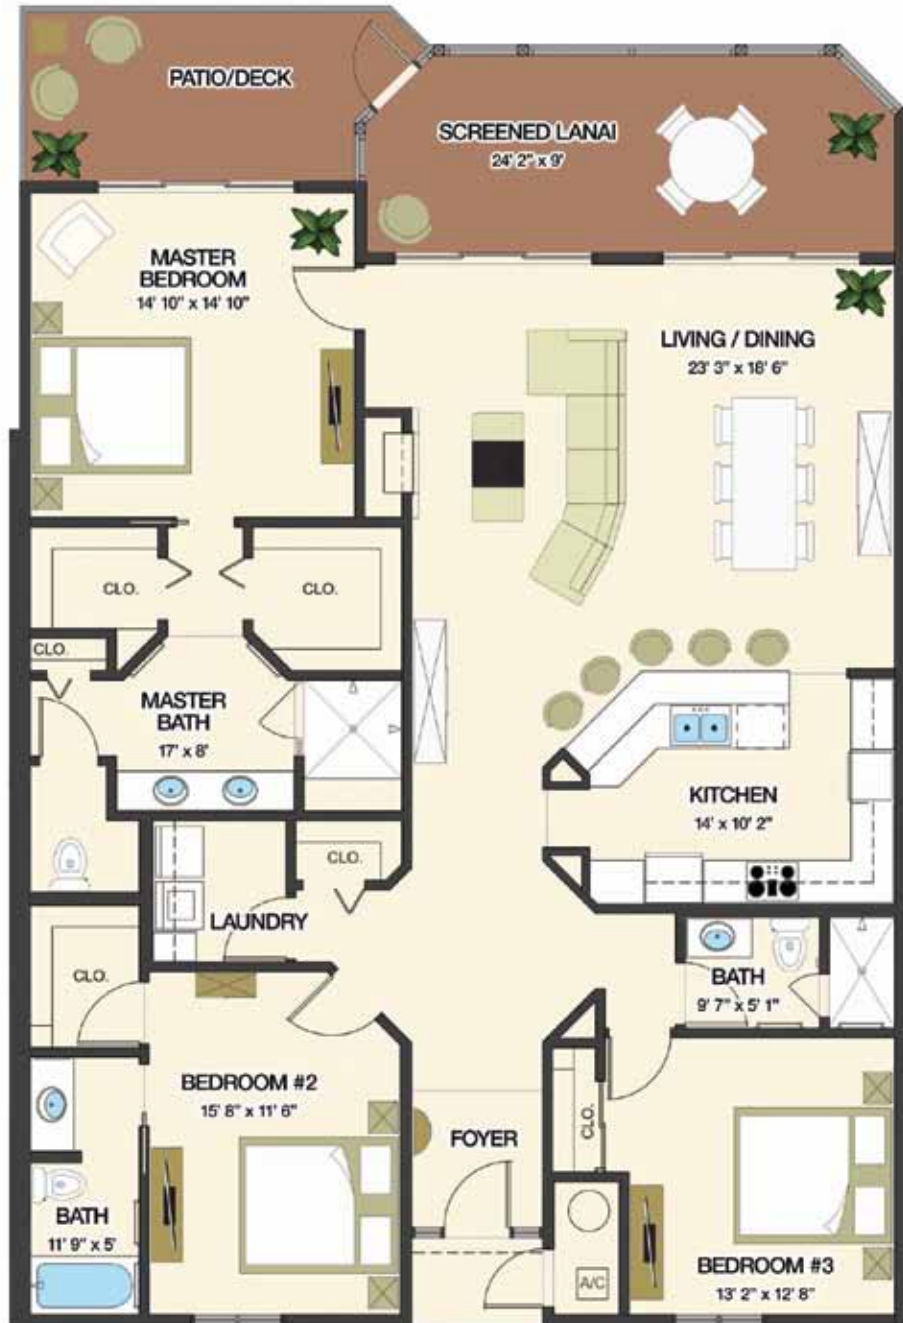 PATIO/DECK
SCREENED LANAI
24' 2" x 9'
MASTER
BEDROOM
14' 10" x 14' 10"
LIVING / DINING
23' 3" x 18' 6"
CLO.
CLO.
CLO.
MASTER
BATH
17' x 8'
KITCHEN
14' x 10' 2"
CLO.
LAUNDRY
CLO.
BATH
9' 7" x 5' 1"
BEDROOM #2
15' 8" x 11' 6"
FOYER
CLO.
BATH
11' 9" x 5'
BEDROOM #3
13' 2" x 12' 8"
A/C